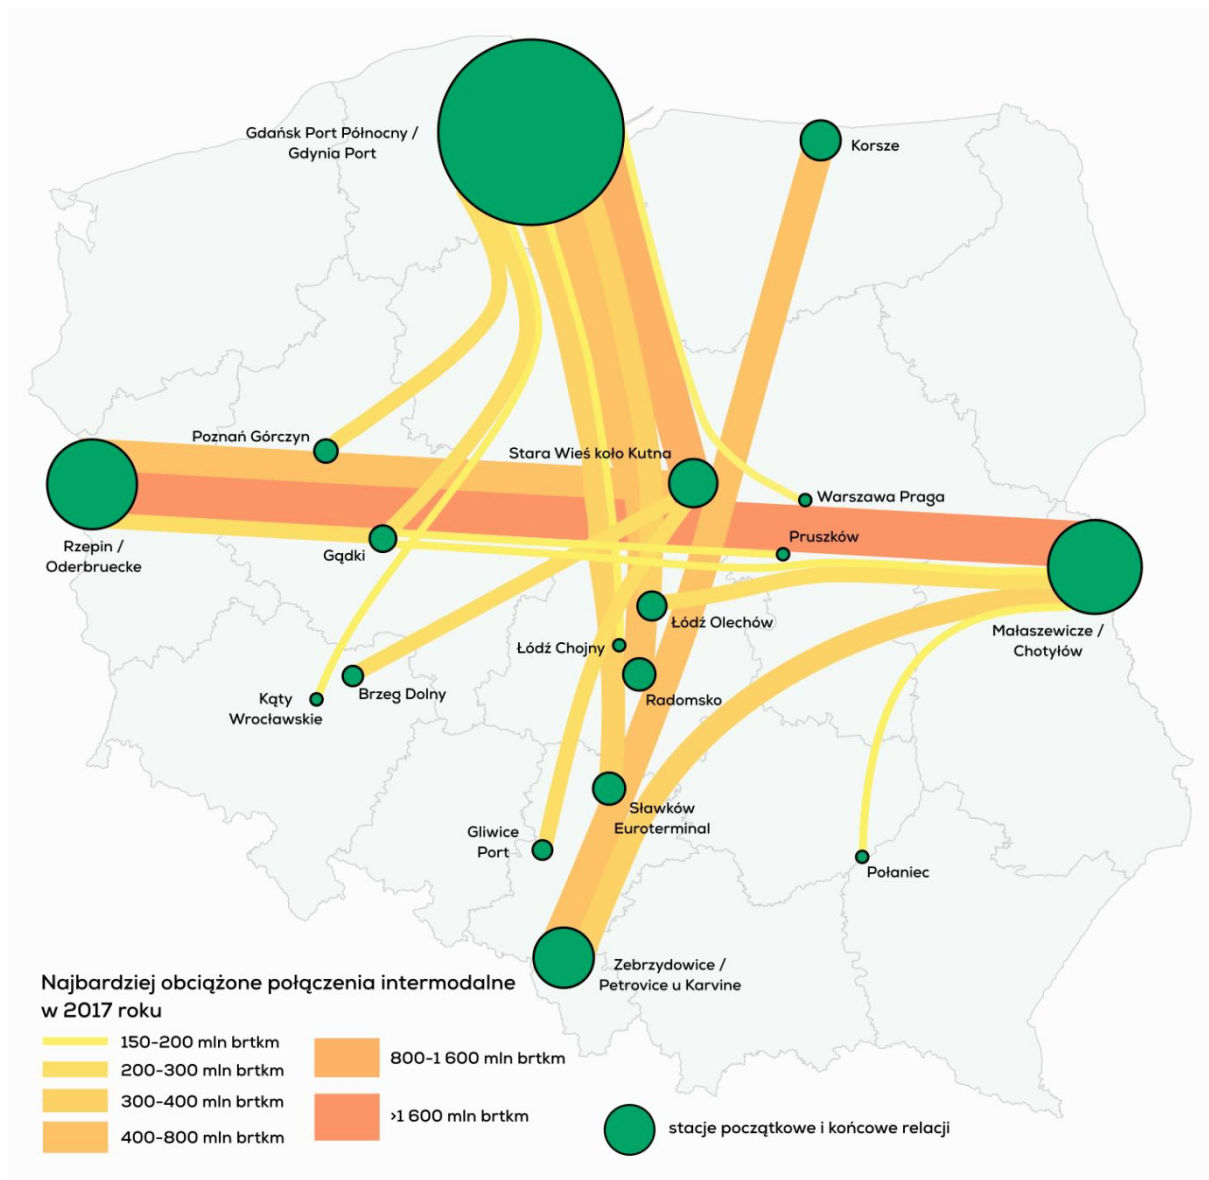 Gdańsk Port Północny /
Gdynia Port
Korsze
Poznań Górczyn
Stara Wieś koło Kutna
Warszawa Praga
Rzepin /
Oderbruecke
Gądki
Pruszków
Łódź Olechów
Małaszewicze /
Chotyłów
Łódź Chojny
Kąty
Wrocławskie
Brzeg Dolny
Radomsko
Sławków
Euroterminal
Gliwice
Port
Połaniec
Zebrzydowice /
Petrovice u Karvine
Najbardziej obciążone połączenia intermodalne
w 2017 roku
150-200 mln brtkm
200-300 mln brtkm
300-400 mln brtkm
400-800 mln brtkm
800-1 600 mln brtkm
>1 600 mln brtkm
stacje początkowe i końcowe relacji